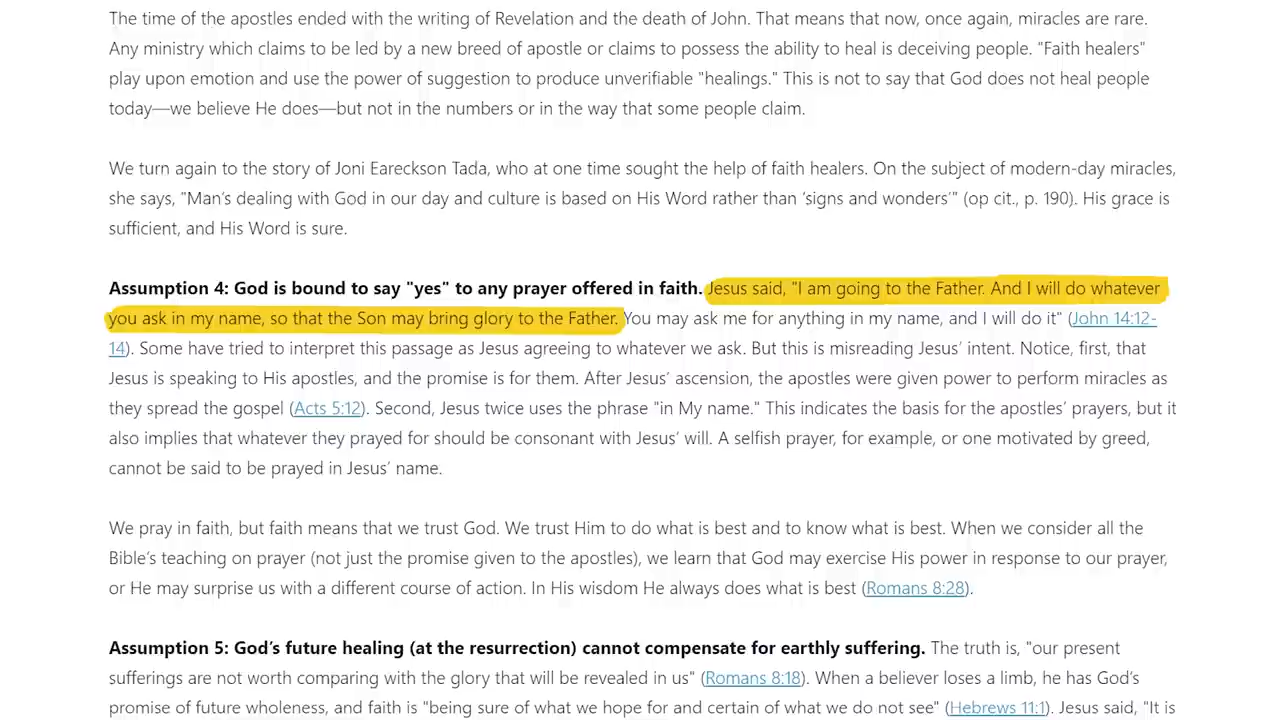 The time of the apostles ended with the writing of Revelation and the death of John. That means that now, once again, miracles are rare.
Any ministry which claims to be led by a new breed of apostle or claims to possess the ability to heal is deceiving people. "Faith healers"
play upon emotion and use the power of suggestion to produce unverifiable "healings." This is not to say that God does not heal people
today—we believe He does—but not in the numbers or in the way that some people claim.
We turn again to the story of Joni Eareckson Tada, who at one time sought the help of faith healers. On the subject of modern-day miracles,
she says, "Man’s dealing with God in our day and culture is based on His Word rather than ‘signs and wonders’" (op cit., p. 190). His grace is
sufficient, and His Word is sure.
Assumption 4: God is bound to say "yes" to any prayer offered in faith. Jesus said, "I am going to the Father. And I will do whatever
you ask in my name, so that the Son may bring glory to the Father. You may ask me for anything in my name, and I will do it" (John 14:12-
14). Some have tried to interpret this passage as Jesus agreeing to whatever we ask. But this is misreading Jesus’ intent. Notice, first, that
Jesus is speaking to His apostles, and the promise is for them. After Jesus’ ascension, the apostles were given power to perform miracles as
they spread the gospel (Acts 5:12). Second, Jesus twice uses the phrase "in My name." This indicates the basis for the apostles’ prayers, but it
also implies that whatever they prayed for should be consonant with Jesus’ will. A selfish prayer, for example, or one motivated by greed,
cannot be said to be prayed in Jesus’ name.
We pray in faith, but faith means that we trust God. We trust Him to do what is best and to know what is best. When we consider all the
Bible’s teaching on prayer (not just the promise given to the apostles), we learn that God may exercise His power in response to our prayer,
or He may surprise us with a different course of action. In His wisdom He always does what is best (Romans 8:28).
Assumption 5: God’s future healing (at the resurrection) cannot compensate for earthly suffering. The truth is, "our present
sufferings are not worth comparing with the glory that will be revealed in us" (Romans 8:18). When a believer loses a limb, he has God’s
promise of future wholeness, and faith is "being sure of what we hope for and certain of what we do not see" (Hebrews 11:1). Jesus said, "It is